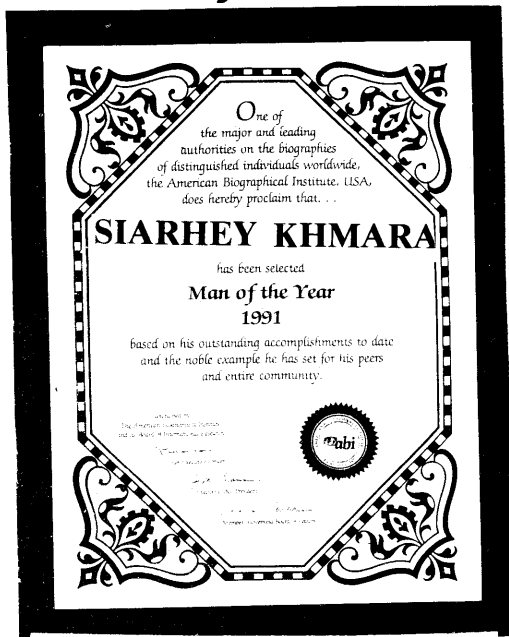 One of
the major and leading
authorities on the biographies
of distinguished individuals worldwide,
the American Biographical Institute, USA,
does hereby proclaim that. . .
SIARHEY KHMARA
has been selected
Man of the Year
1991
based on his outstanding accomplishments to date
and the noble example he has set for his peers
and entire community.
abi